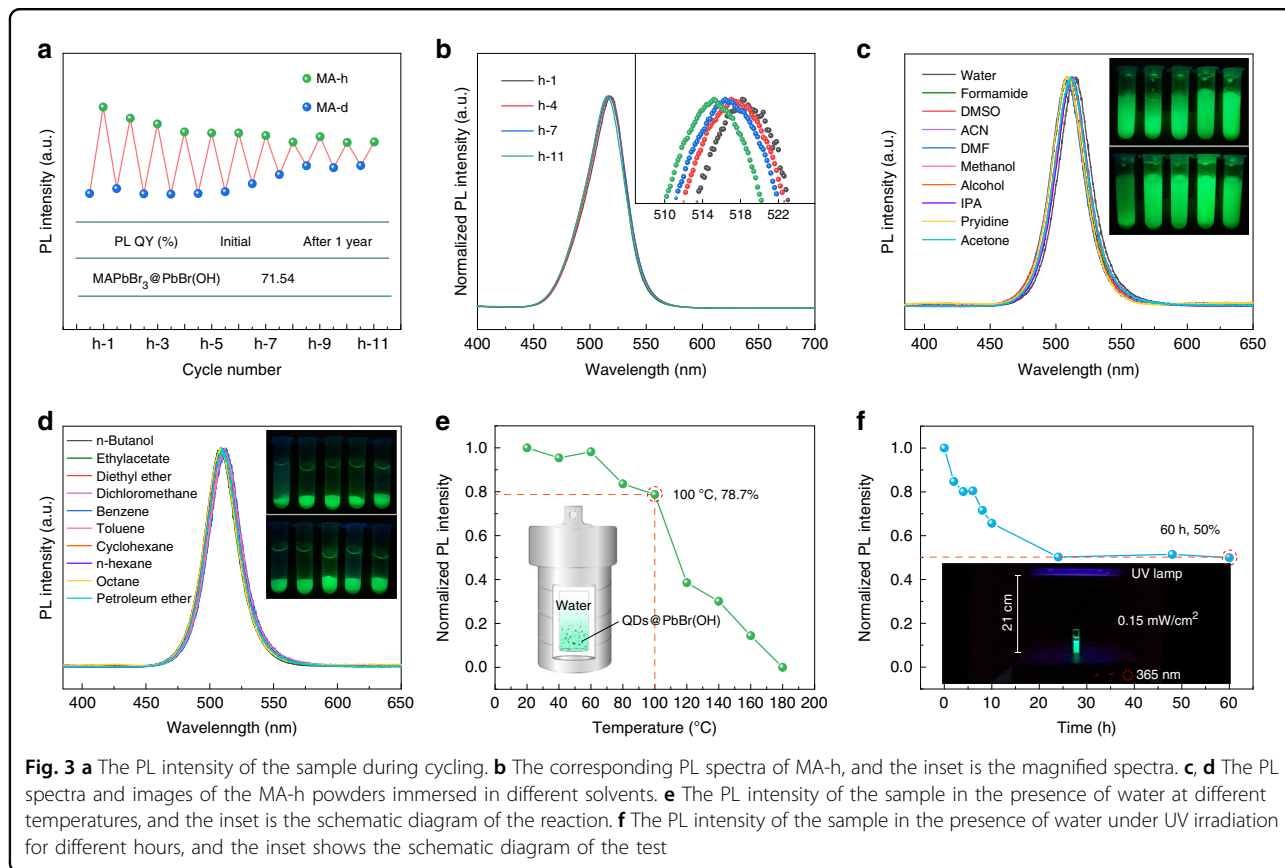 a
PL intensity (a.u.)
MA-h
MA-d
PL QY (%) Initial After 1 year
MAPbBr3@PbBr(OH) 71.54
h-1 h-3 h-5 h-7 h-9 h-11
Cycle number
b
Normalized PL intensity (a.u.)
h-1
h-4
h-7
h-11
510 514 518 522
400 450 500 550 600 650 700
Wavelength (nm)
c
PL intensity (a.u.)
Water
Formamide
DMSO
ACN
DMF
Methanol
Alcohol
IPA
Pryidine
Acetone
400 450 500 550 600 650
Wavelength (nm)
d
PL intensity (a.u.)
n-Butanol
Ethylacetate
Diethyl ether
Dichloromethane
Benzene
Toluene
Cyclohexane
n-hexane
Octane
Petroleum ether
400 450 500 550 600 650
Wavelenngth (nm)
e
Normalized PL intensity
1.0
0.8
0.6
0.4
0.2
0.0
100 °C, 78.7%
Water
QDs@PbBr(OH)
0 20 40 60 80 100 120 140 160 180 200
Temperature (°C)
f
Normalized PL intensity
1.0
0.8
0.6
0.4
0.2
0.0
60 h, 50%
UV lamp
21 cm
0.15 mW/cm2
365 nm
0 10 20 30 40 50 60
Time (h)
Fig. 3 a The PL intensity of the sample during cycling. b The corresponding PL spectra of MA-h, and the inset is the magnified spectra. c, d The PL
spectra and images of the MA-h powders immersed in different solvents. e The PL intensity of the sample in the presence of water at different
temperatures, and the inset is the schematic diagram of the reaction. f The PL intensity of the sample in the presence of water under UV irradiation
for different hours, and the inset shows the schematic diagram of the test